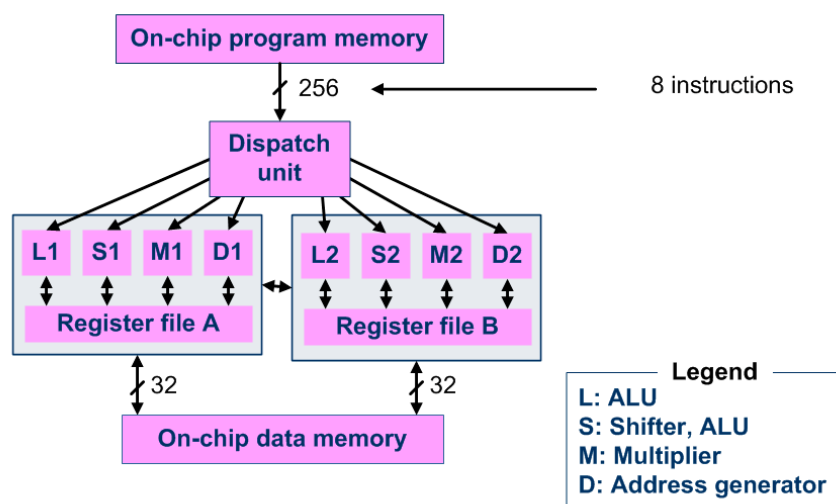 On-chip program memory
256
8 instructions
Dispatch
unit
L1 S1 M1 D1
L2 S2 M2 D2
Register file A
Register file B
32
32
On-chip data memory
Legend
L: ALU
S: Shifter, ALU
M: Multiplier
D: Address generator